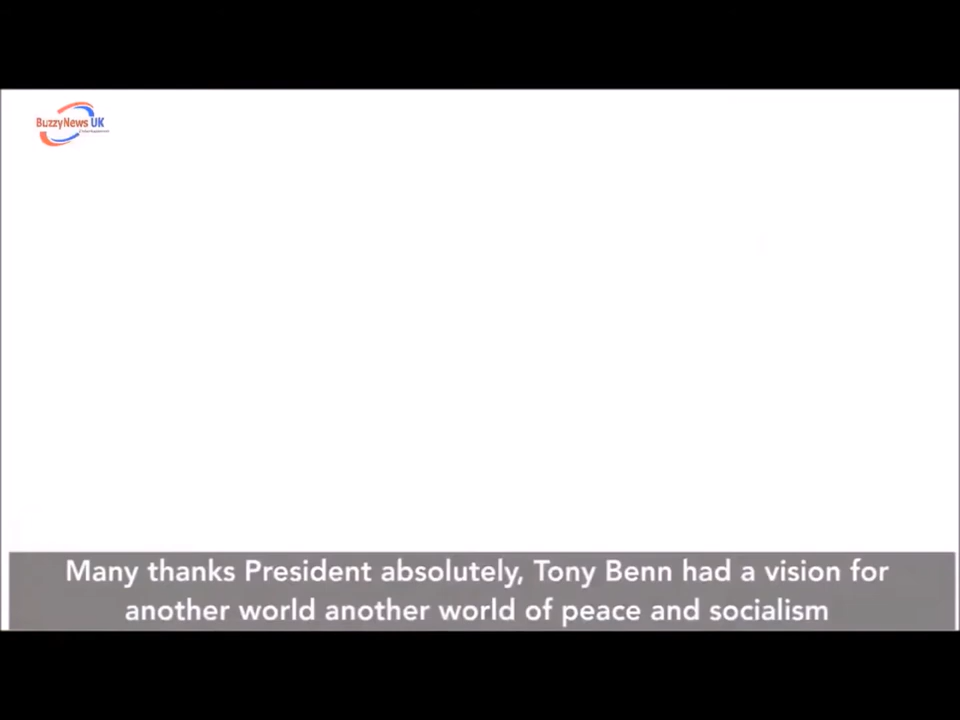 BuzzyNews UK
Many thanks President absolutely, Tony Benn had a vision for
another world another world of peace and socialism